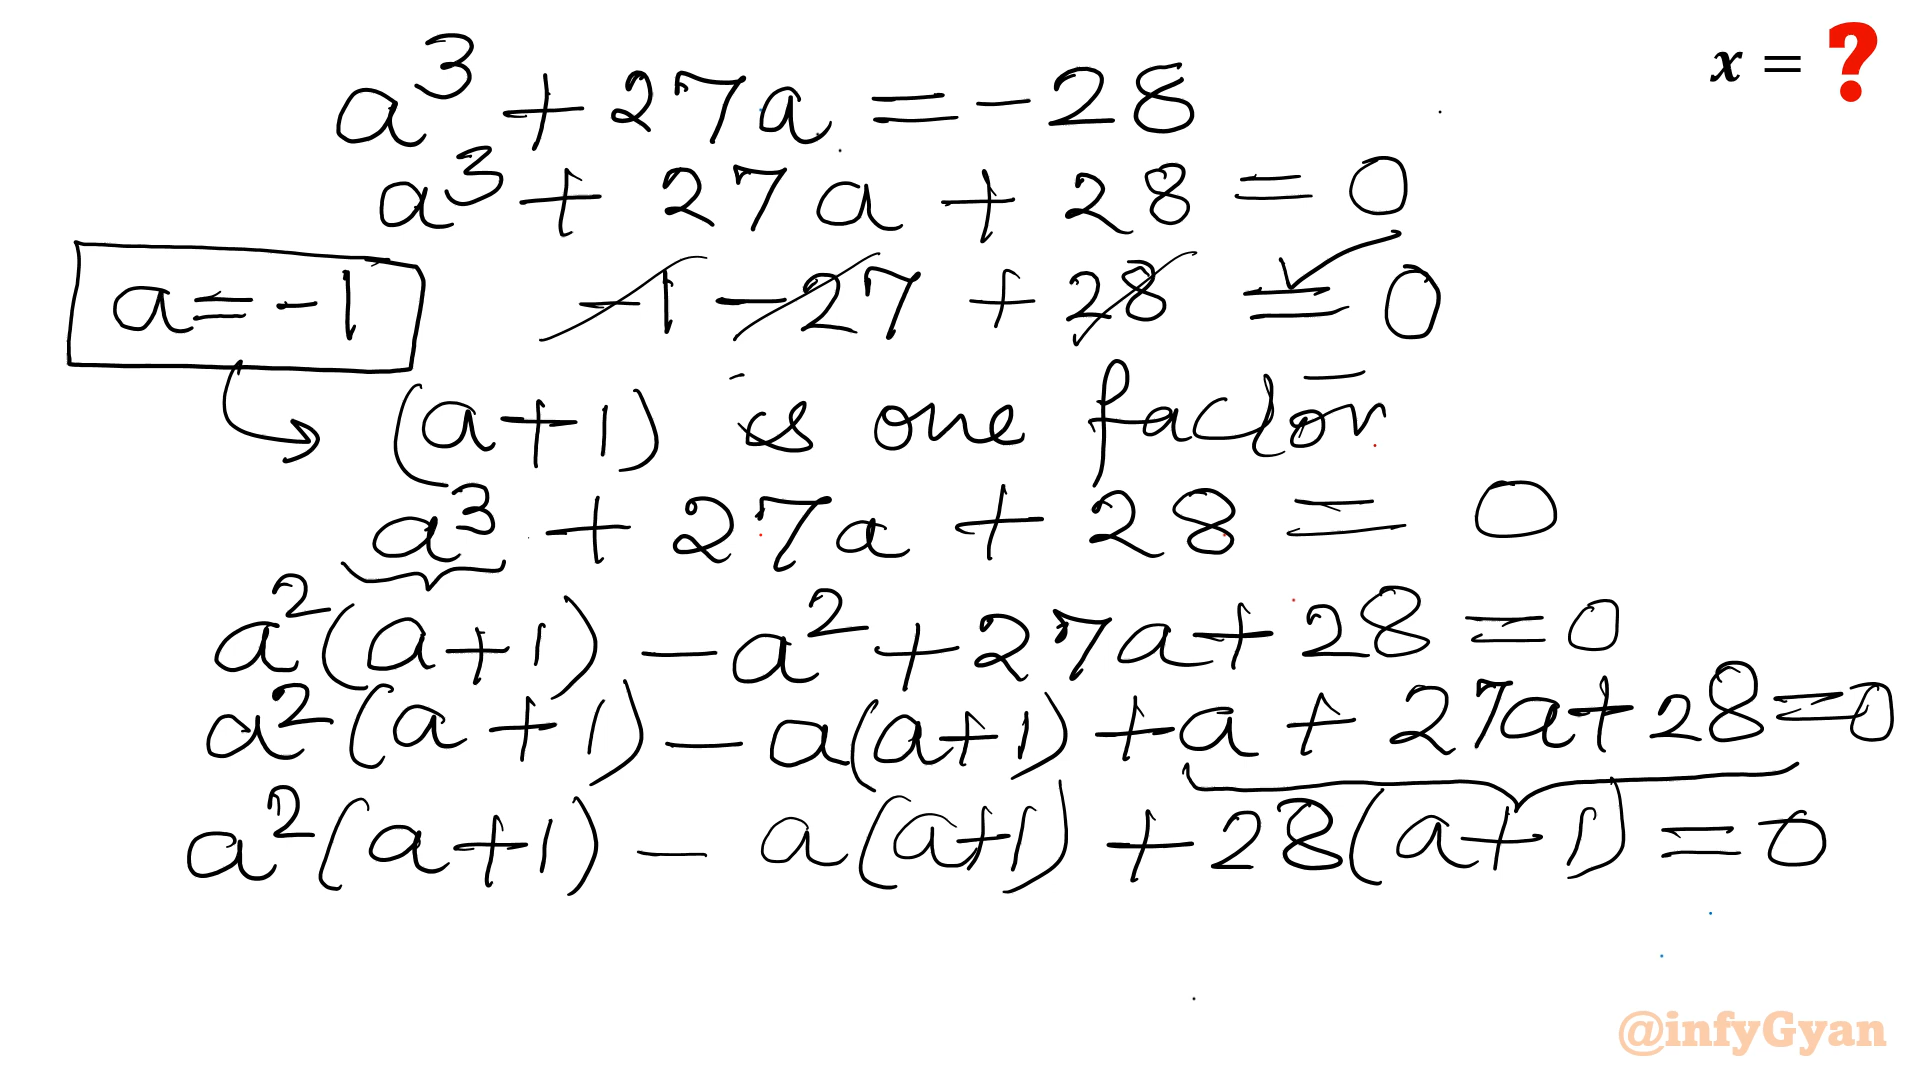 x = ?
a³ + 27a = -28
a³ + 27a + 28 = 0
a = -1   -1 - 27 + 28 = 0
(a+1) is one factor
a³ + 27a + 28 = 0
a²(a+1) - a² + 27a + 28 = 0
a²(a+1) - a(a+1) + a + 27a + 28 = 0
a²(a+1) - a(a+1) + 28(a+1) = 0
@infyGyan